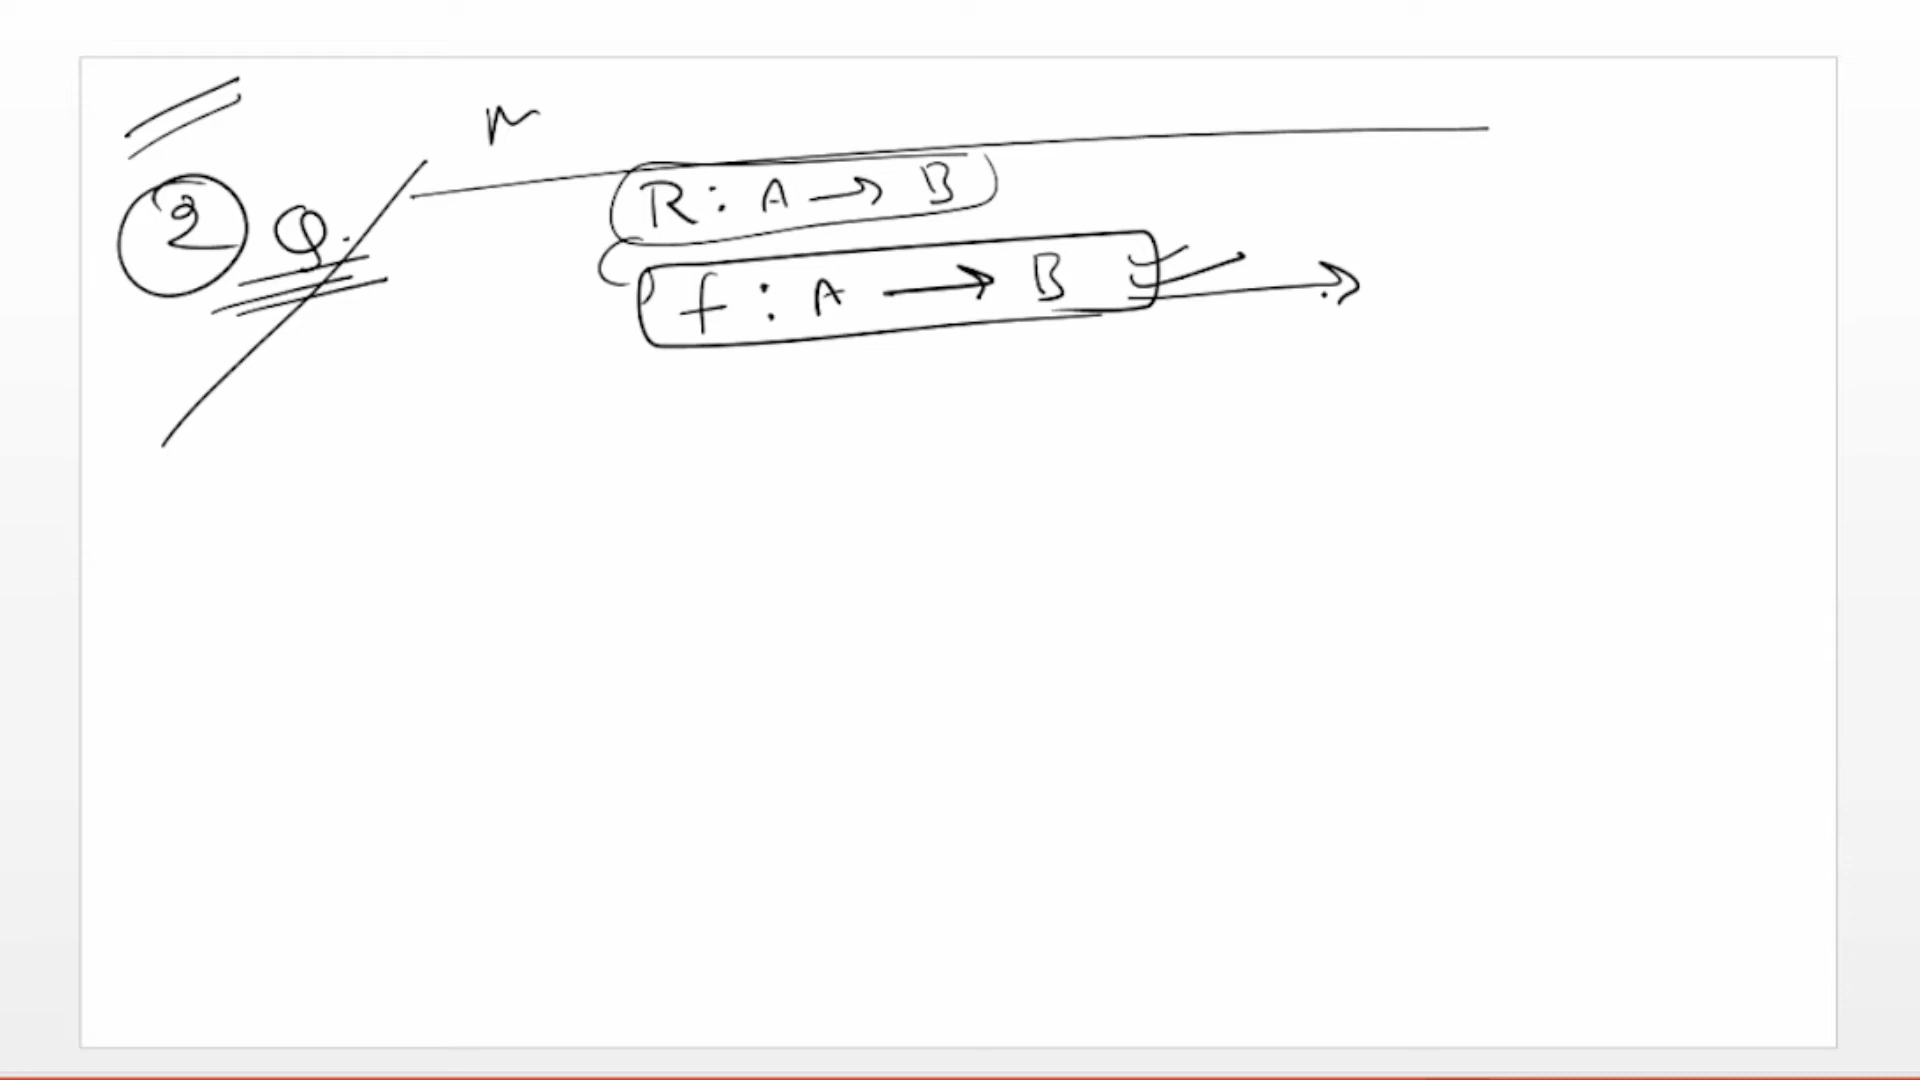 2 Q.
R : A → B
f : A → B